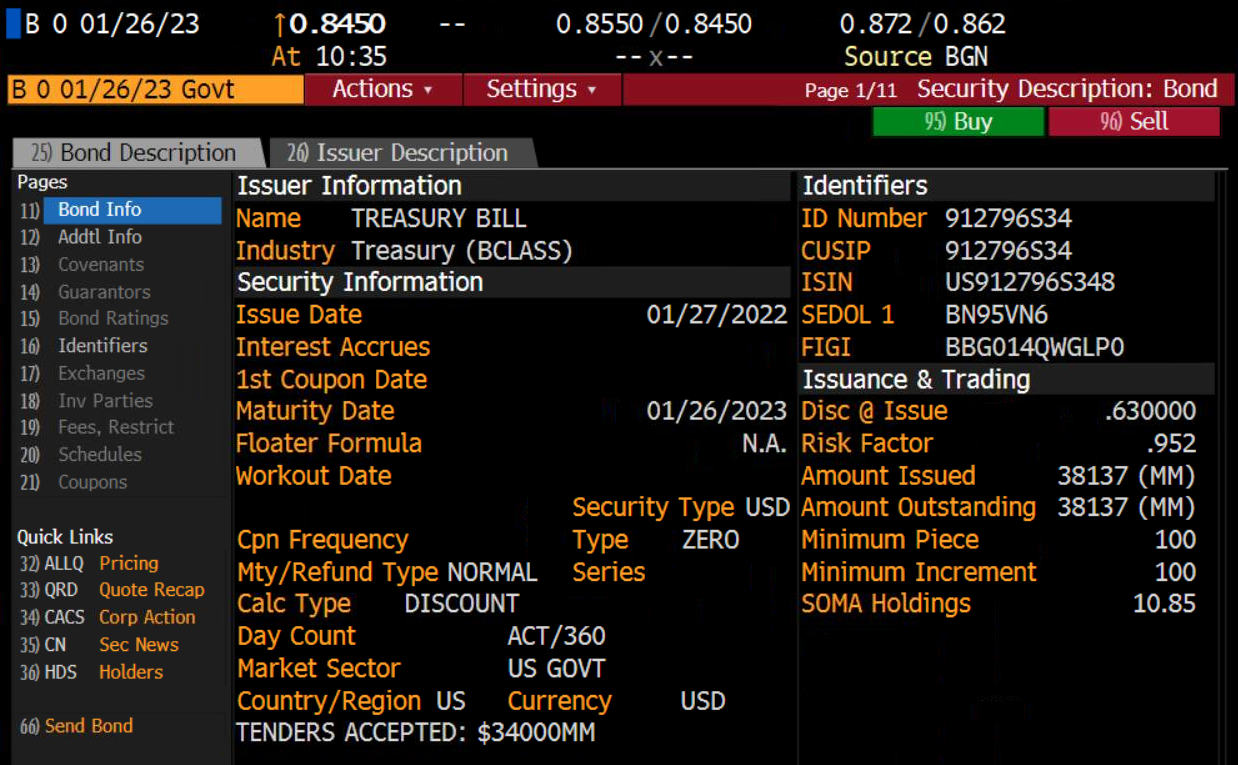 B 0 01/26/23 ↑0.8450 -- 0.8550/0.8450 0.872/0.862
At 10:35 --x-- Source BGN
B 0 01/26/23 Govt Actions ▾ Settings ▾ Page 1/11 Security Description: Bond
95) Buy 96) Sell
25) Bond Description 26) Issuer Description
Pages
11) Bond Info
12) Addtl Info
13) Covenants
14) Guarantors
15) Bond Ratings
16) Identifiers
17) Exchanges
18) Inv Parties
19) Fees, Restrict
20) Schedules
21) Coupons
Quick Links
32) ALLQ Pricing
33) QRD Quote Recap
34) CACS Corp Action
35) CN Sec News
36) HDS Holders
66) Send Bond
Issuer Information
Name TREASURY BILL
Industry Treasury (BCLASS)
Security Information
Issue Date 01/27/2022
Interest Accrues
1st Coupon Date
Maturity Date 01/26/2023
Floater Formula N.A.
Workout Date
Security Type USD
Cpn Frequency Type ZERO
Mty/Refund Type NORMAL Series
Calc Type DISCOUNT
Day Count ACT/360
Market Sector US GOVT
Country/Region US Currency USD
TENDERS ACCEPTED: $34000MM
Identifiers
ID Number 912796S34
CUSIP 912796S34
ISIN US912796S348
SEDOL 1 BN95VN6
FIGI BBG014QWGLP0
Issuance & Trading
Disc @ Issue .630000
Risk Factor .952
Amount Issued 38137 (MM)
Amount Outstanding 38137 (MM)
Minimum Piece 100
Minimum Increment 100
SOMA Holdings 10.85